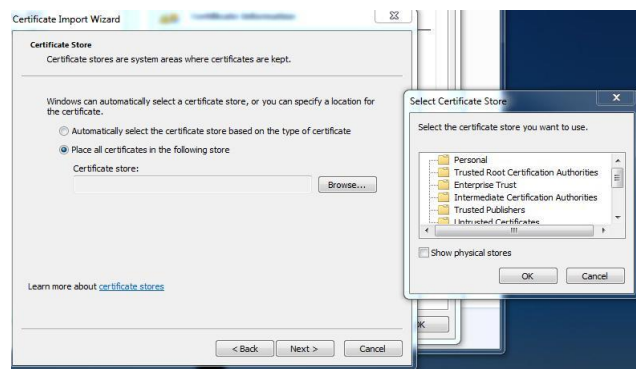 Certificate Import Wizard
Certificate Store
Certificate stores are system areas where certificates are kept.
Windows can automatically select a certificate store, or you can specify a location for
the certificate.
Automatically select the certificate store based on the type of certificate
Place all certificates in the following store
Certificate store:
Browse...
Learn more about certificate stores
< Back
Next >
Cancel
Select Certificate Store
Select the certificate store you want to use.
Personal
Trusted Root Certification Authorities
Enterprise Trust
Intermediate Certification Authorities
Trusted Publishers
Untrusted Certificates
Show physical stores
OK
Cancel